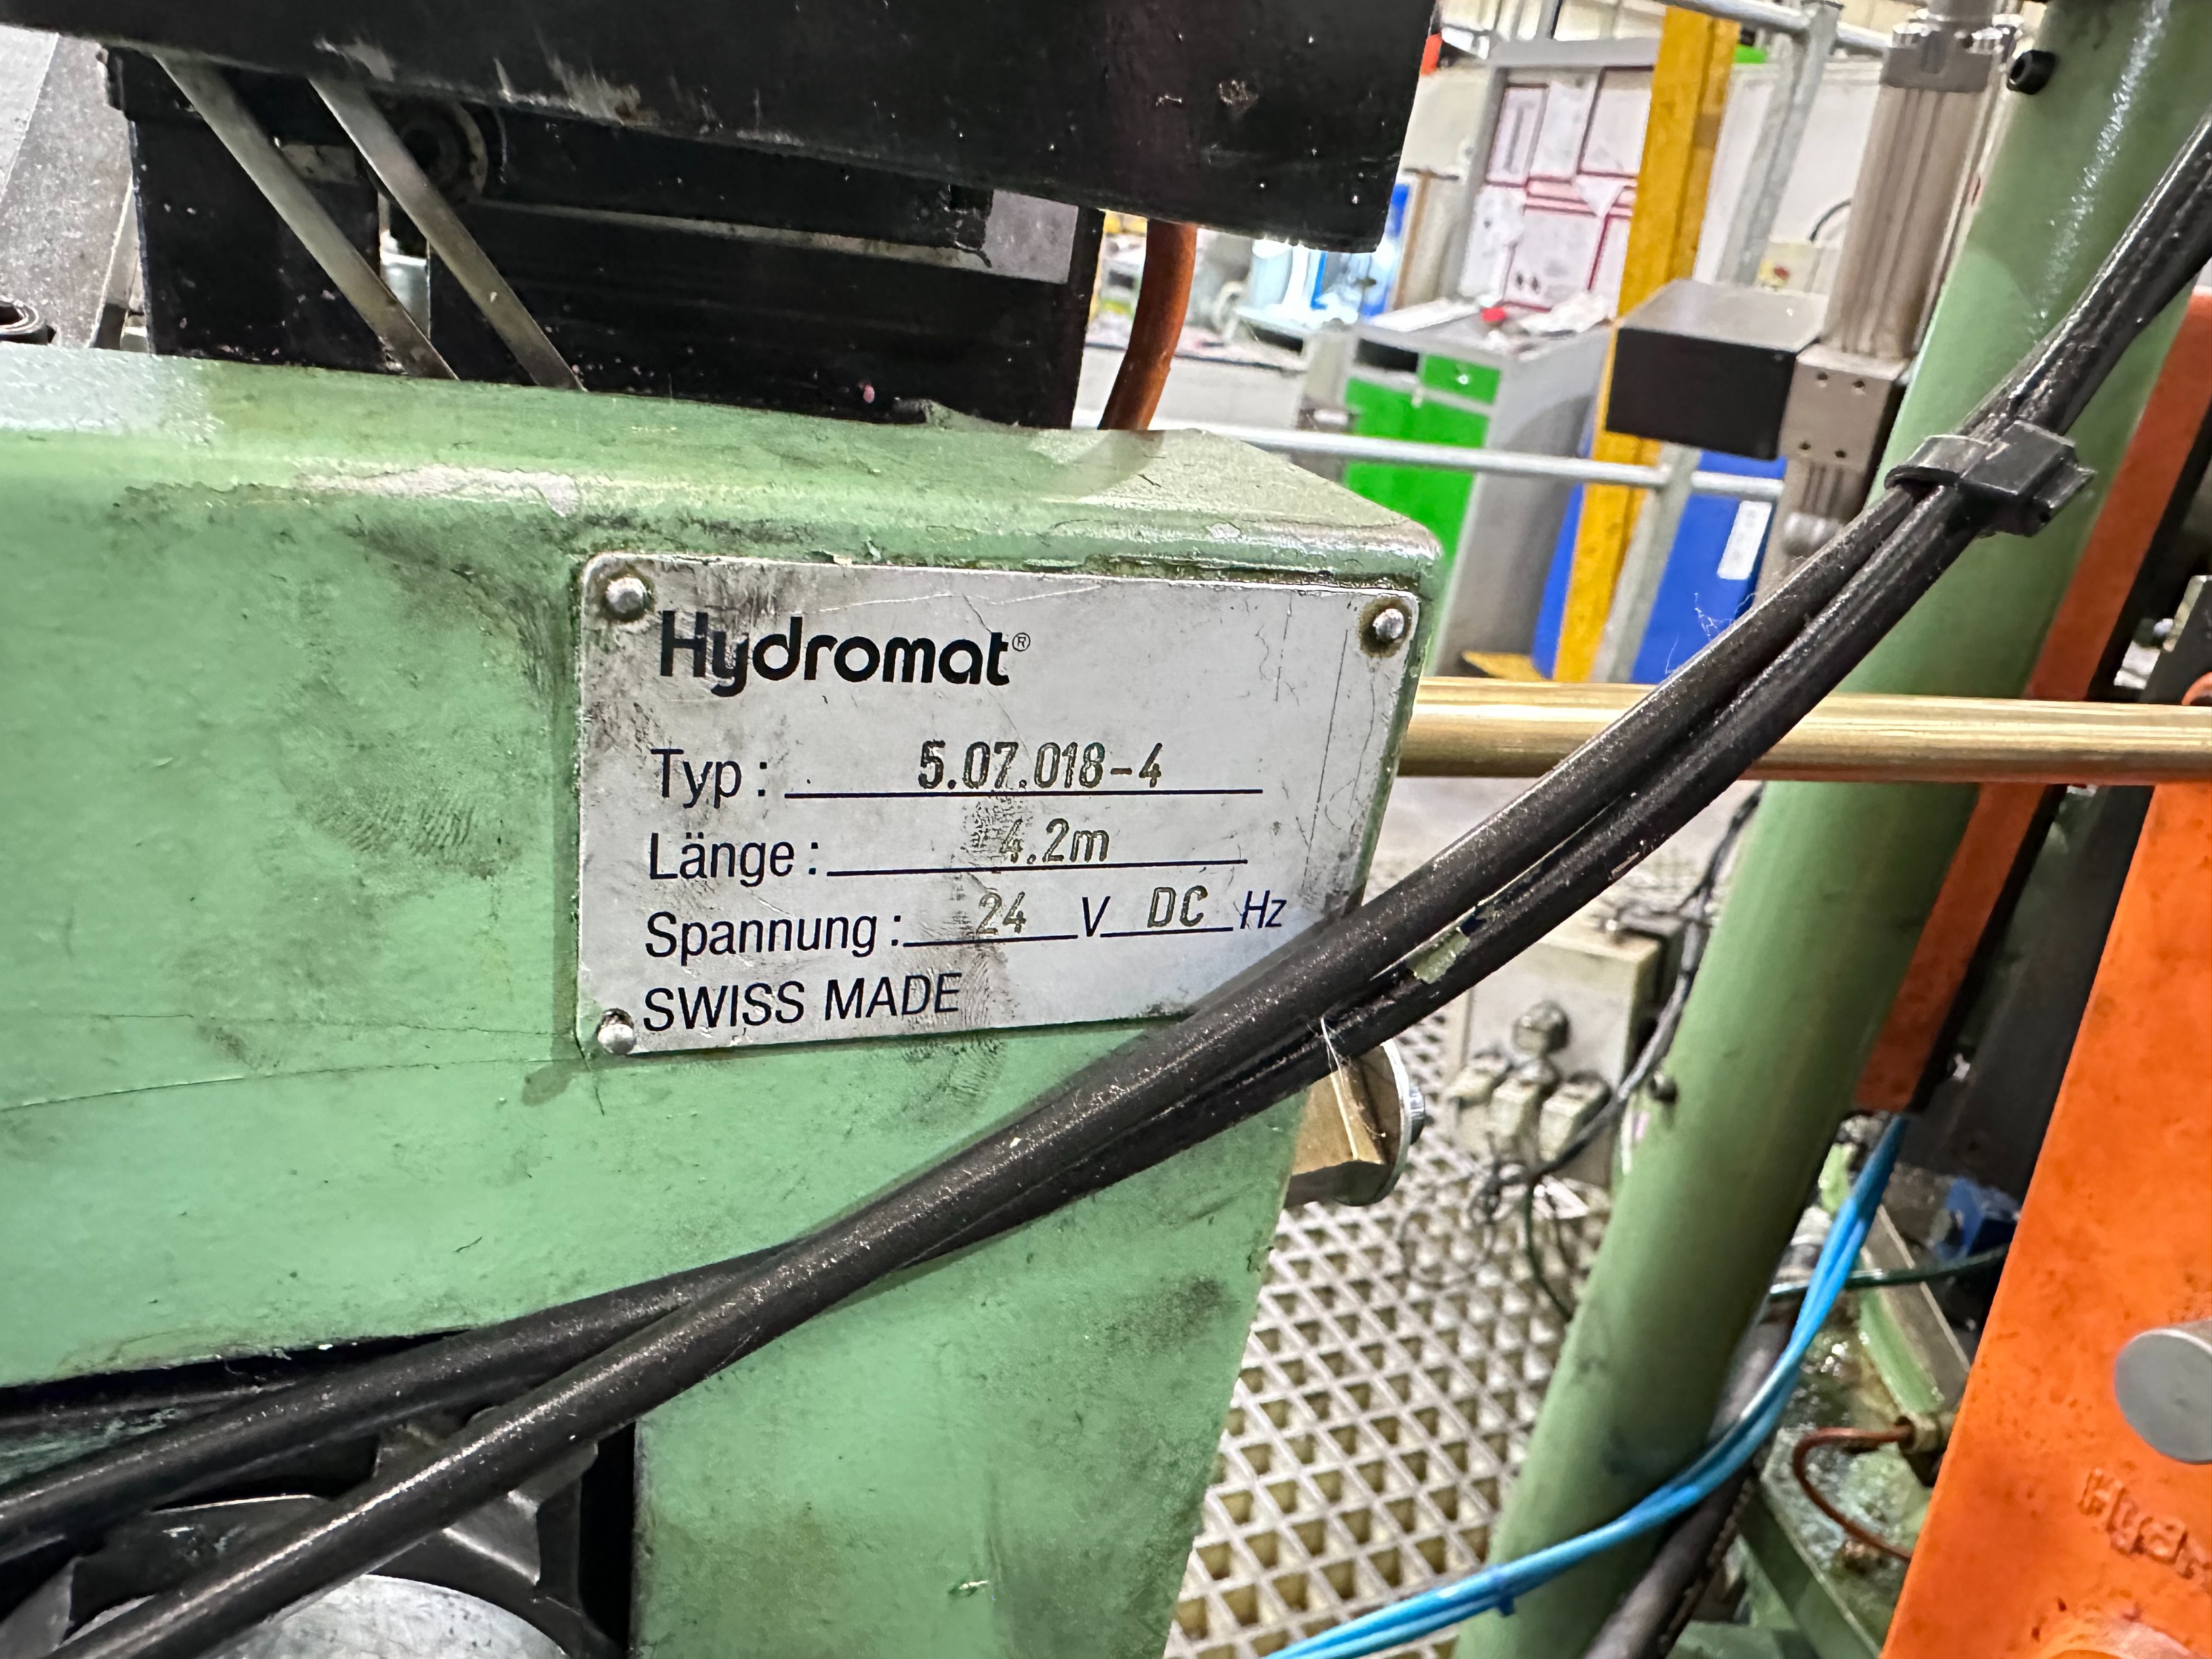 Hydromat®
Typ: 5.07.018-4
Länge: 4.2m
Spannung: 24 V DC Hz
SWISS MADE